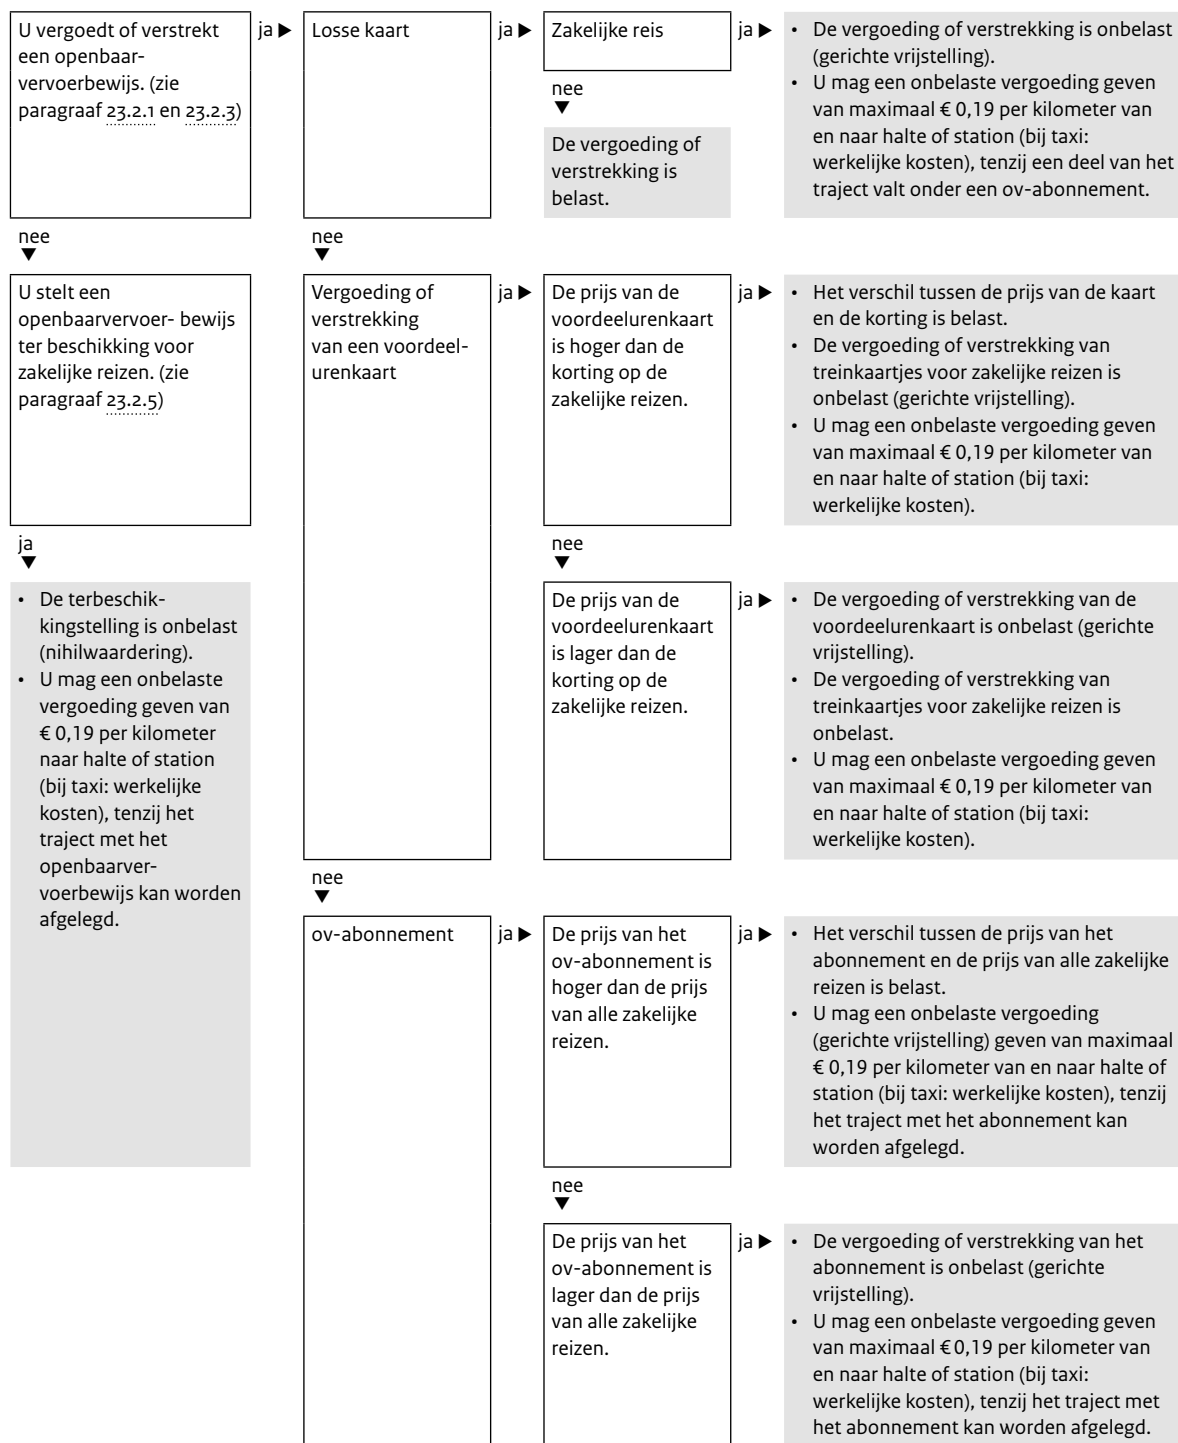 U vergoedt of verstrekt
een openbaar-
vervoerbewijs. (zie
paragraaf 23.2.1 en 23.2.3)
ja ▶
Losse kaart
ja ▶
Zakelijke reis
ja ▶
• De vergoeding of verstrekking is onbelast
(gerichte vrijstelling).
• U mag een onbelaste vergoeding geven
van maximaal € 0,19 per kilometer van
en naar halte of station (bij taxi:
werkelijke kosten), tenzij een deel van het
traject valt onder een ov-abonnement.
nee
▼
De vergoeding of
verstrekking is
belast.
nee
▼
nee
▼
U stelt een
openbaarvervoer- bewijs
ter beschikking voor
zakelijke reizen. (zie
paragraaf 23.2.5)
Vergoeding of
verstrekking
van een voordeel-
urenkaart
ja ▶
De prijs van de
voordeelurenkaart
is hoger dan de
korting op de
zakelijke reizen.
ja ▶
• Het verschil tussen de prijs van de kaart
en de korting is belast.
• De vergoeding of verstrekking van
treinkaartjes voor zakelijke reizen is
onbelast (gerichte vrijstelling).
• U mag een onbelaste vergoeding geven
van maximaal € 0,19 per kilometer van
en naar halte of station (bij taxi:
werkelijke kosten).
ja
▼
nee
▼
• De terbeschik-
kingstelling is onbelast
(nihilwaardering).
• U mag een onbelaste
vergoeding geven van
€ 0,19 per kilometer
naar halte of station
(bij taxi: werkelijke
kosten), tenzij het
traject met het
openbaarver-
voerbewijs kan worden
afgelegd.
De prijs van de
voordeelurenkaart
is lager dan de
korting op de
zakelijke reizen.
ja ▶
• De vergoeding of verstrekking van de
voordeelurenkaart is onbelast (gerichte
vrijstelling).
• De vergoeding of verstrekking van
treinkaartjes voor zakelijke reizen is
onbelast.
• U mag een onbelaste vergoeding geven
van maximaal € 0,19 per kilometer van
en naar halte of station (bij taxi:
werkelijke kosten).
nee
▼
ov-abonnement
ja ▶
De prijs van het
ov-abonnement is
hoger dan de prijs
van alle zakelijke
reizen.
ja ▶
• Het verschil tussen de prijs van het
abonnement en de prijs van alle zakelijke
reizen is belast.
• U mag een onbelaste vergoeding
(gerichte vrijstelling) geven van maximaal
€ 0,19 per kilometer van en naar halte of
station (bij taxi: werkelijke kosten), tenzij
het traject met het abonnement kan
worden afgelegd.
nee
▼
De prijs van het
ov-abonnement is
lager dan de prijs
van alle zakelijke
reizen.
ja ▶
• De vergoeding of verstrekking van het
abonnement is onbelast (gerichte
vrijstelling).
• U mag een onbelaste vergoeding geven
van maximaal € 0,19 per kilometer van
en naar halte of station (bij taxi:
werkelijke kosten), tenzij het traject met
het abonnement kan worden afgelegd.